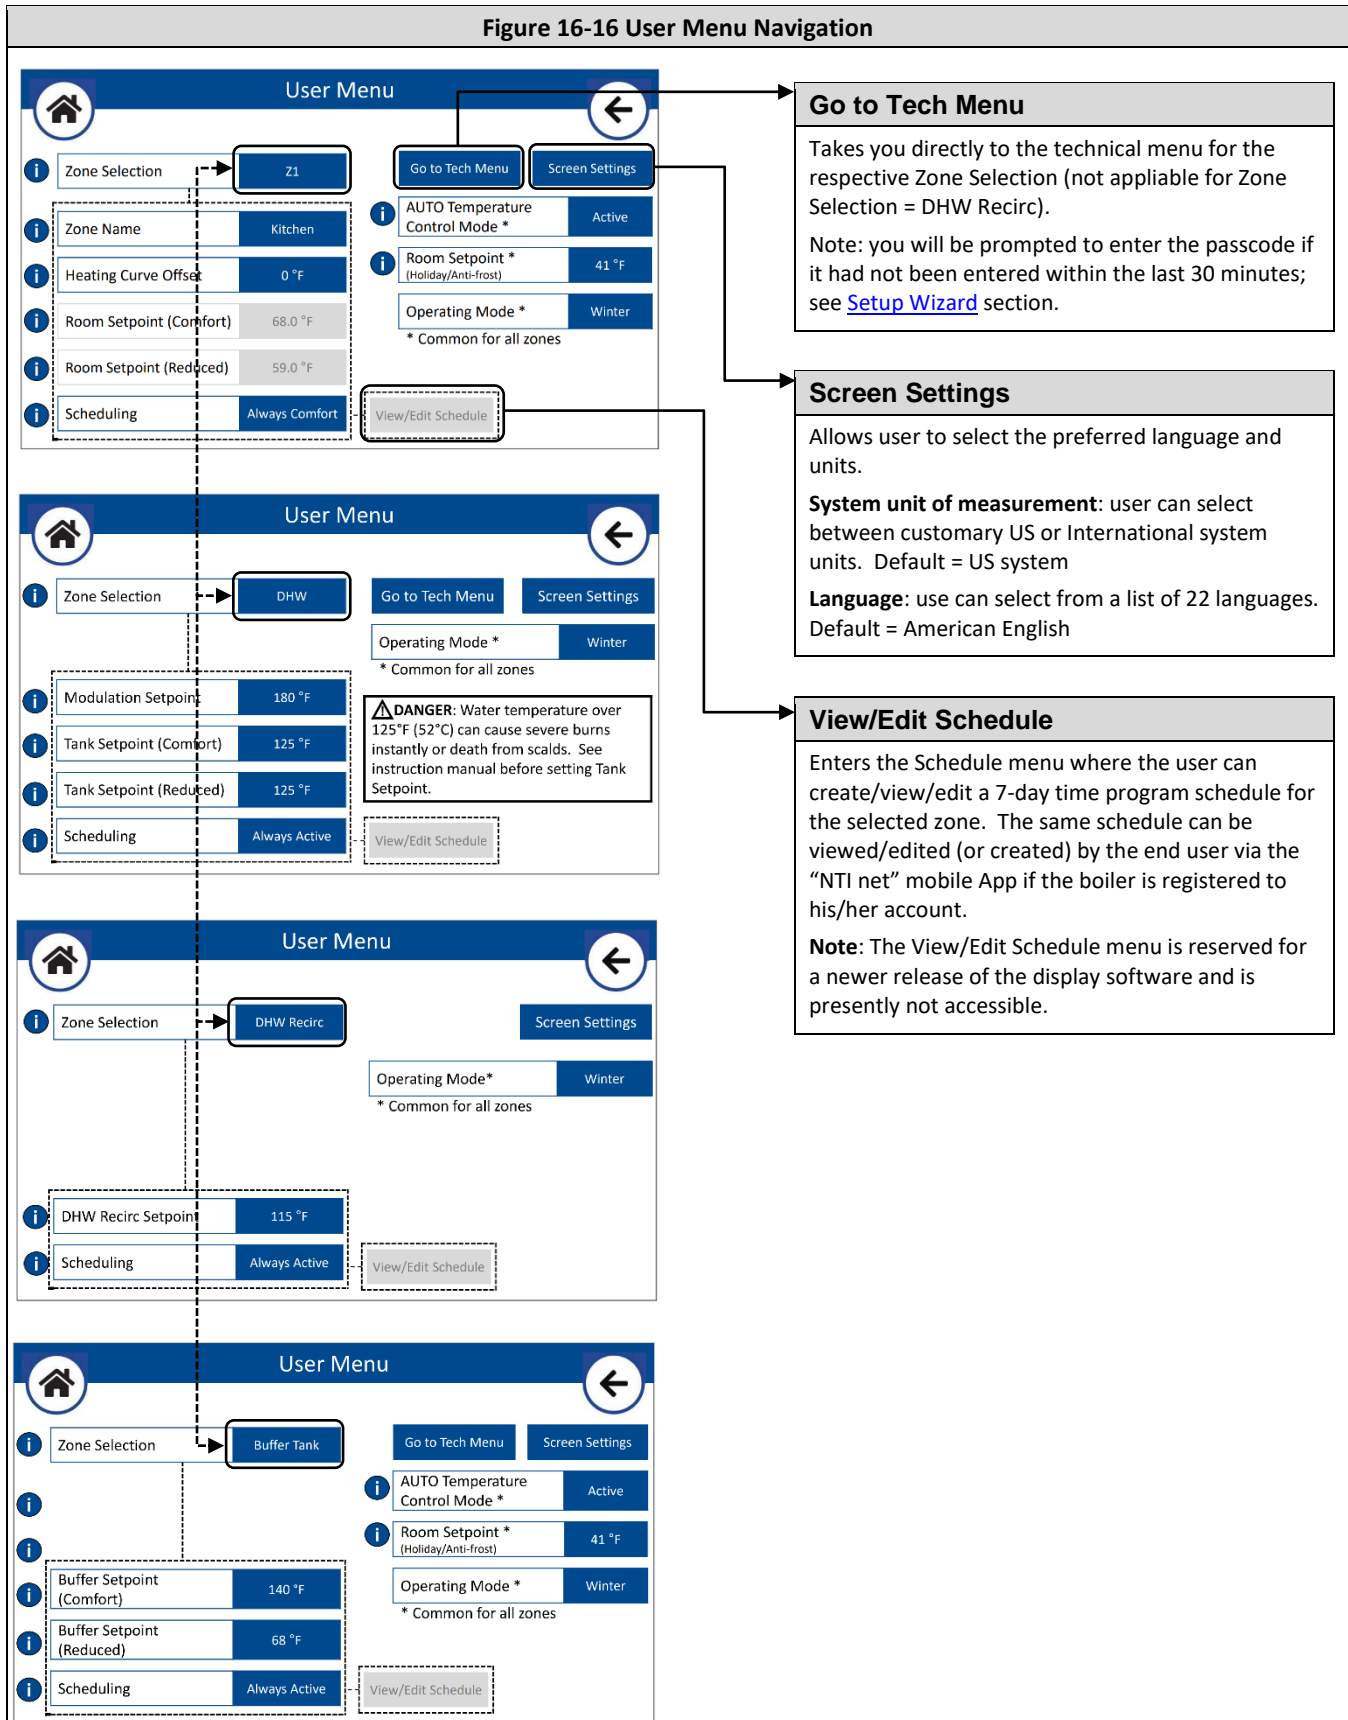 Figure 16-16 User Menu Navigation
User Menu
Zone Selection
Z1
Go to Tech Menu
Screen Settings
Zone Name
Kitchen
AUTO Temperature
Control Mode *
Active
Heating Curve Offset
0 °F
Room Setpoint *
(Holiday/Anti-frost)
41 °F
Room Setpoint (Comfort)
68.0 °F
Operating Mode *
Winter
* Common for all zones
Room Setpoint (Reduced)
59.0 °F
Scheduling
Always Comfort
View/Edit Schedule
User Menu
Zone Selection
DHW
Go to Tech Menu
Screen Settings
Operating Mode *
Winter
* Common for all zones
Modulation Setpoint
180 °F
Tank Setpoint (Comfort)
125 °F
Tank Setpoint (Reduced)
125 °F
Scheduling
Always Active
View/Edit Schedule
DANGER: Water temperature over
125°F (52°C) can cause severe burns
instantly or death from scalds. See
instruction manual before setting Tank
Setpoint.
User Menu
Zone Selection
DHW Recirc
Screen Settings
Operating Mode*
Winter
* Common for all zones
DHW Recirc Setpoint
115 °F
Scheduling
Always Active
View/Edit Schedule
User Menu
Zone Selection
Buffer Tank
Go to Tech Menu
Screen Settings
AUTO Temperature
Control Mode *
Active
Room Setpoint *
(Holiday/Anti-frost)
41 °F
Buffer Setpoint
(Comfort)
140 °F
Operating Mode *
Winter
* Common for all zones
Buffer Setpoint
(Reduced)
68 °F
Scheduling
Always Active
View/Edit Schedule
Go to Tech Menu
Takes you directly to the technical menu for the
respective Zone Selection (not appliable for Zone
Selection = DHW Recirc).
Note: you will be prompted to enter the passcode if
it had not been entered within the last 30 minutes;
see Setup Wizard section.
Screen Settings
Allows user to select the preferred language and
units.
System unit of measurement: user can select
between customary US or International system
units. Default = US system
Language: use can select from a list of 22 languages.
Default = American English
View/Edit Schedule
Enters the Schedule menu where the user can
create/view/edit a 7-day time program schedule for
the selected zone. The same schedule can be
viewed/edited (or created) by the end user via the
“NTI net” mobile App if the boiler is registered to
his/her account.
Note: The View/Edit Schedule menu is reserved for
a newer release of the display software and is
presently not accessible.